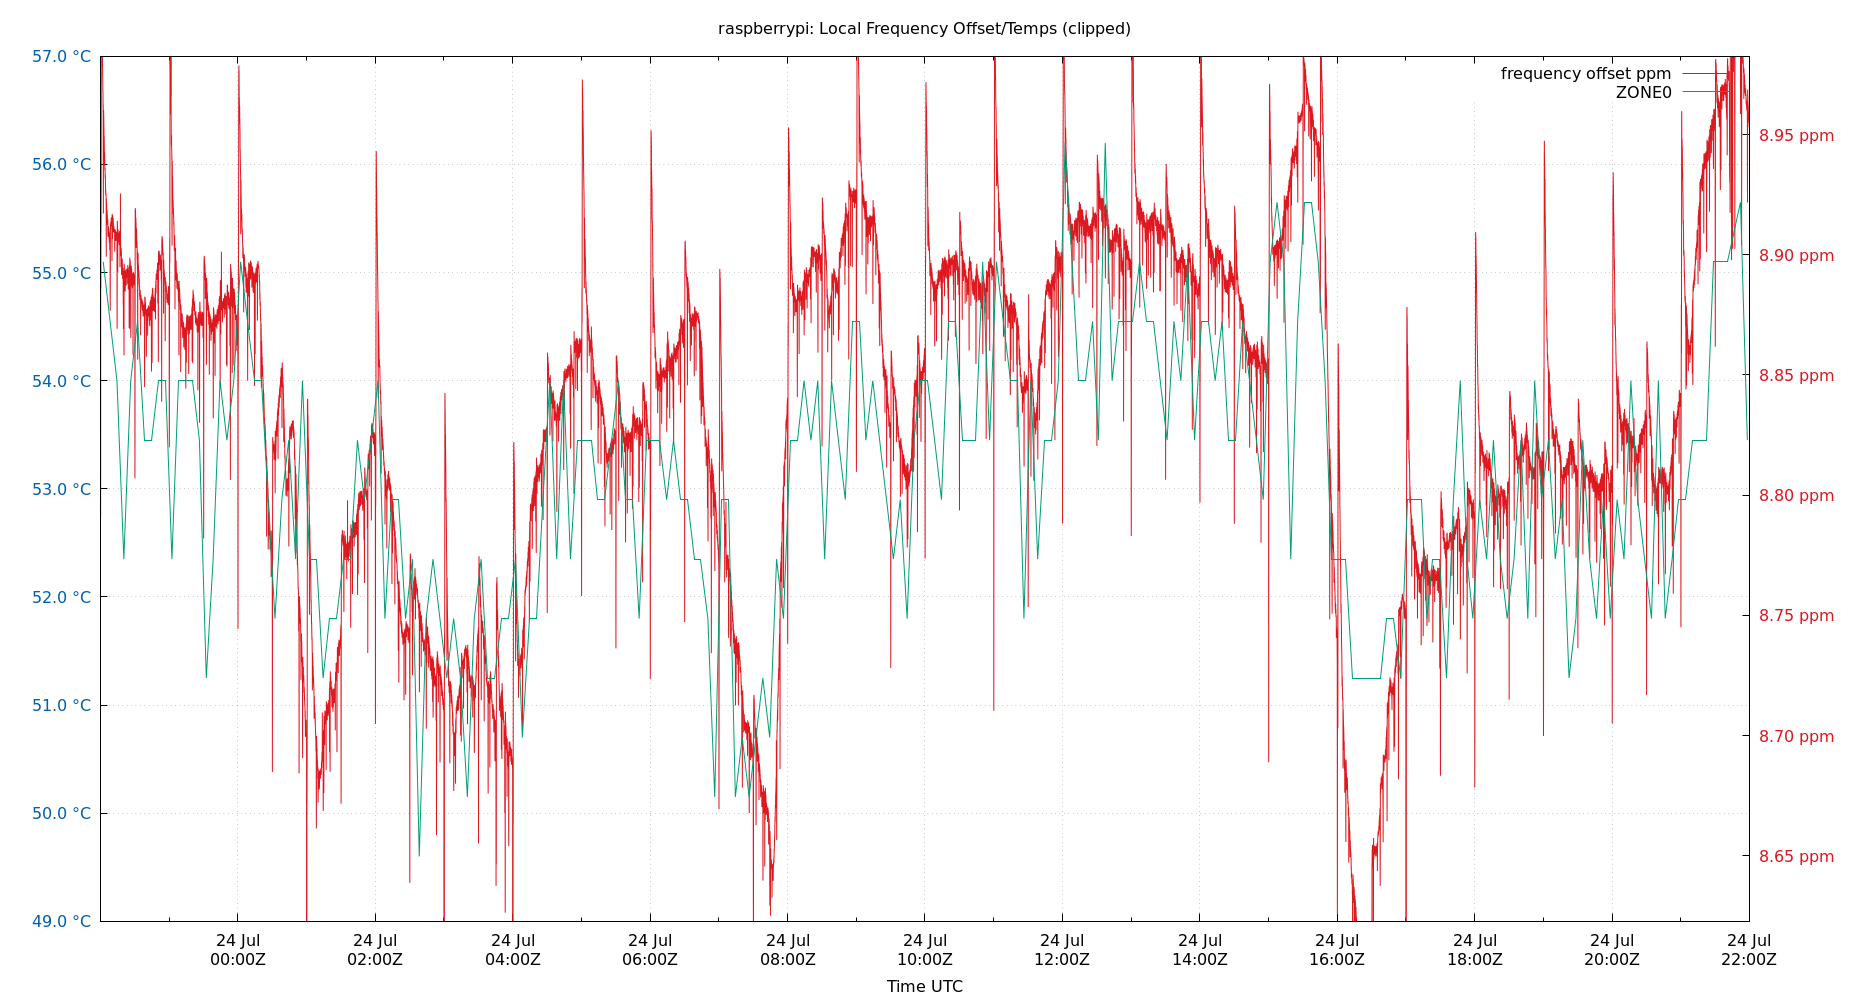 raspberrypi: Local Frequency Offset/Temps (clipped)
57.0 °C
56.0 °C
55.0 °C
54.0 °C
53.0 °C
52.0 °C
51.0 °C
50.0 °C
49.0 °C
frequency offset ppm
ZONE0
8.95 ppm
8.90 ppm
8.85 ppm
8.80 ppm
8.75 ppm
8.70 ppm
8.65 ppm
24 Jul
00:00Z
24 Jul
02:00Z
24 Jul
04:00Z
24 Jul
06:00Z
24 Jul
08:00Z
24 Jul
10:00Z
24 Jul
12:00Z
24 Jul
14:00Z
24 Jul
16:00Z
24 Jul
18:00Z
24 Jul
20:00Z
24 Jul
22:00Z
Time UTC